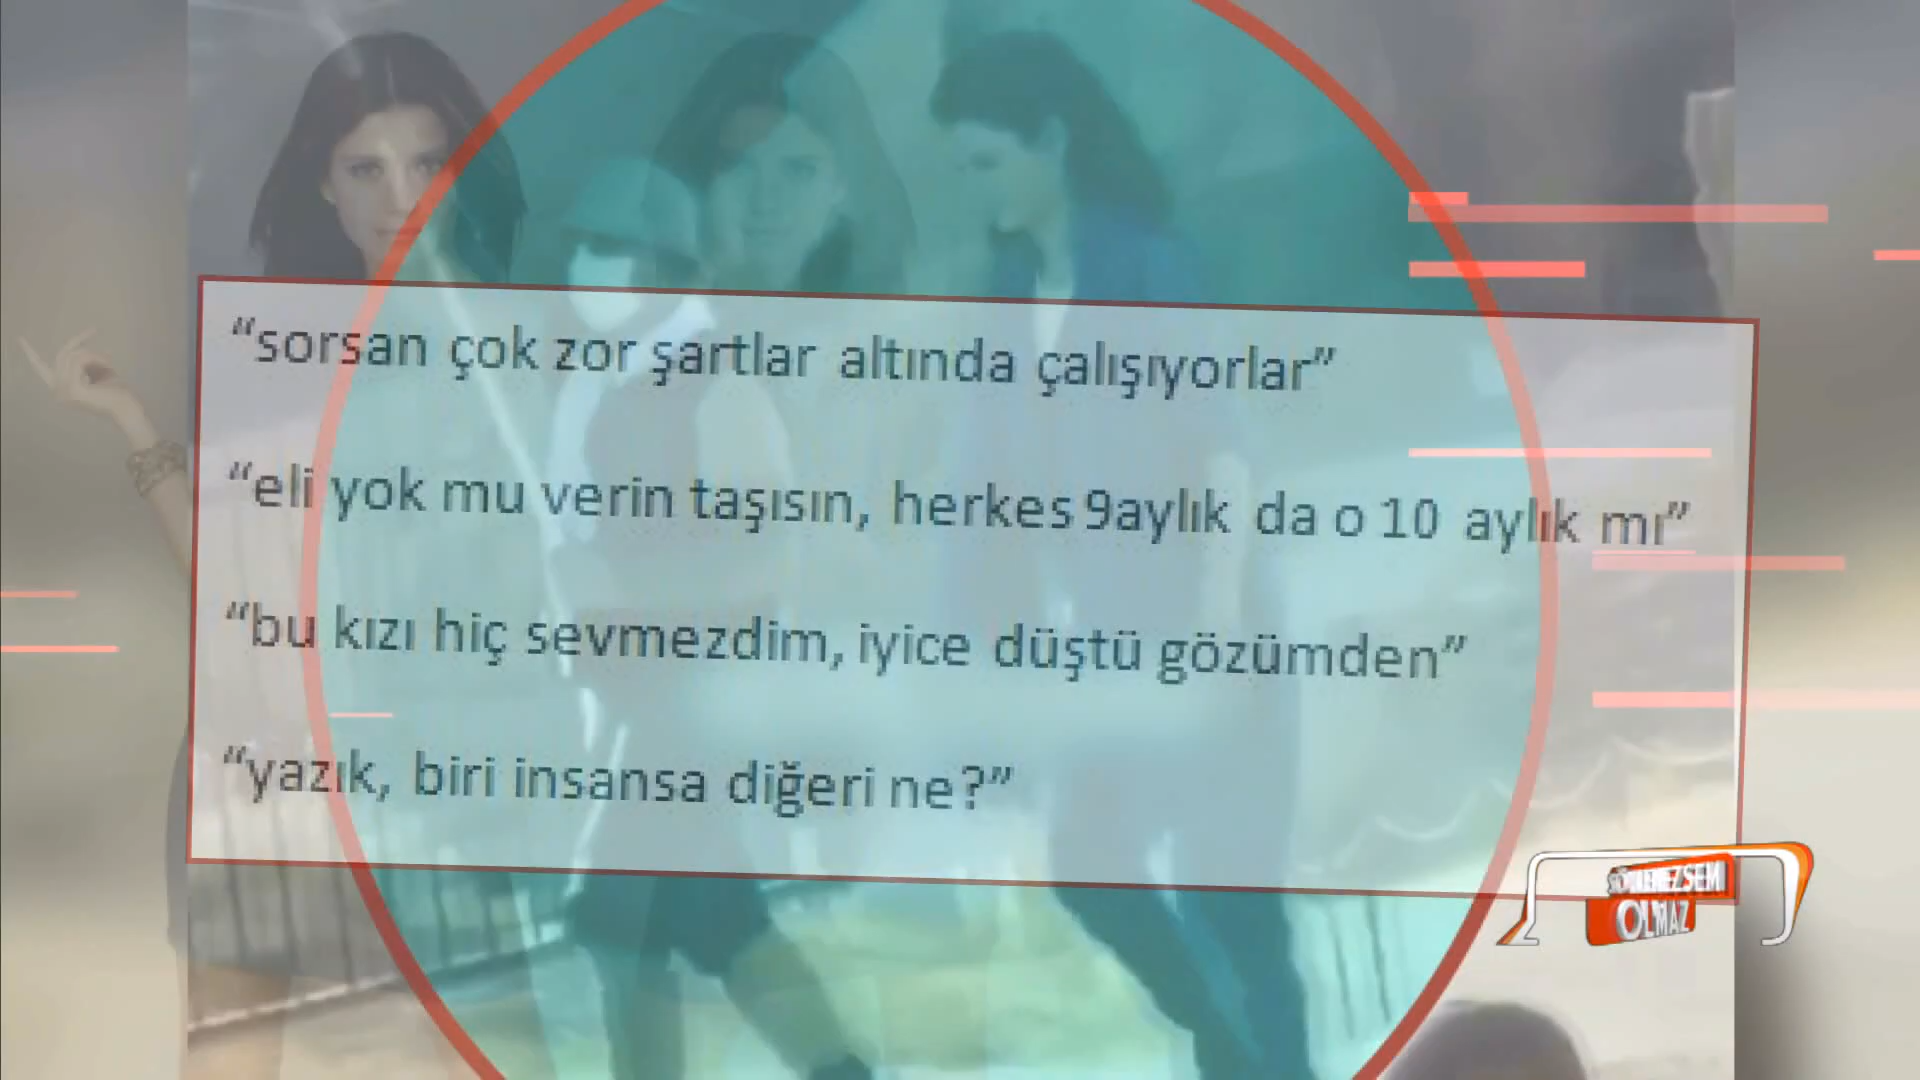 “sorsan çok zor şartlar altında çalışıyorlar”
“eli yok mu verin taşısın, herkes 9aylık da o 10 aylık mı”
“bu kızı hiç sevmezdim, iyice düştü gözümden”
“yazık, biri insansa diğeri ne?”
SÖYLEMEZSEM
OLMAZ